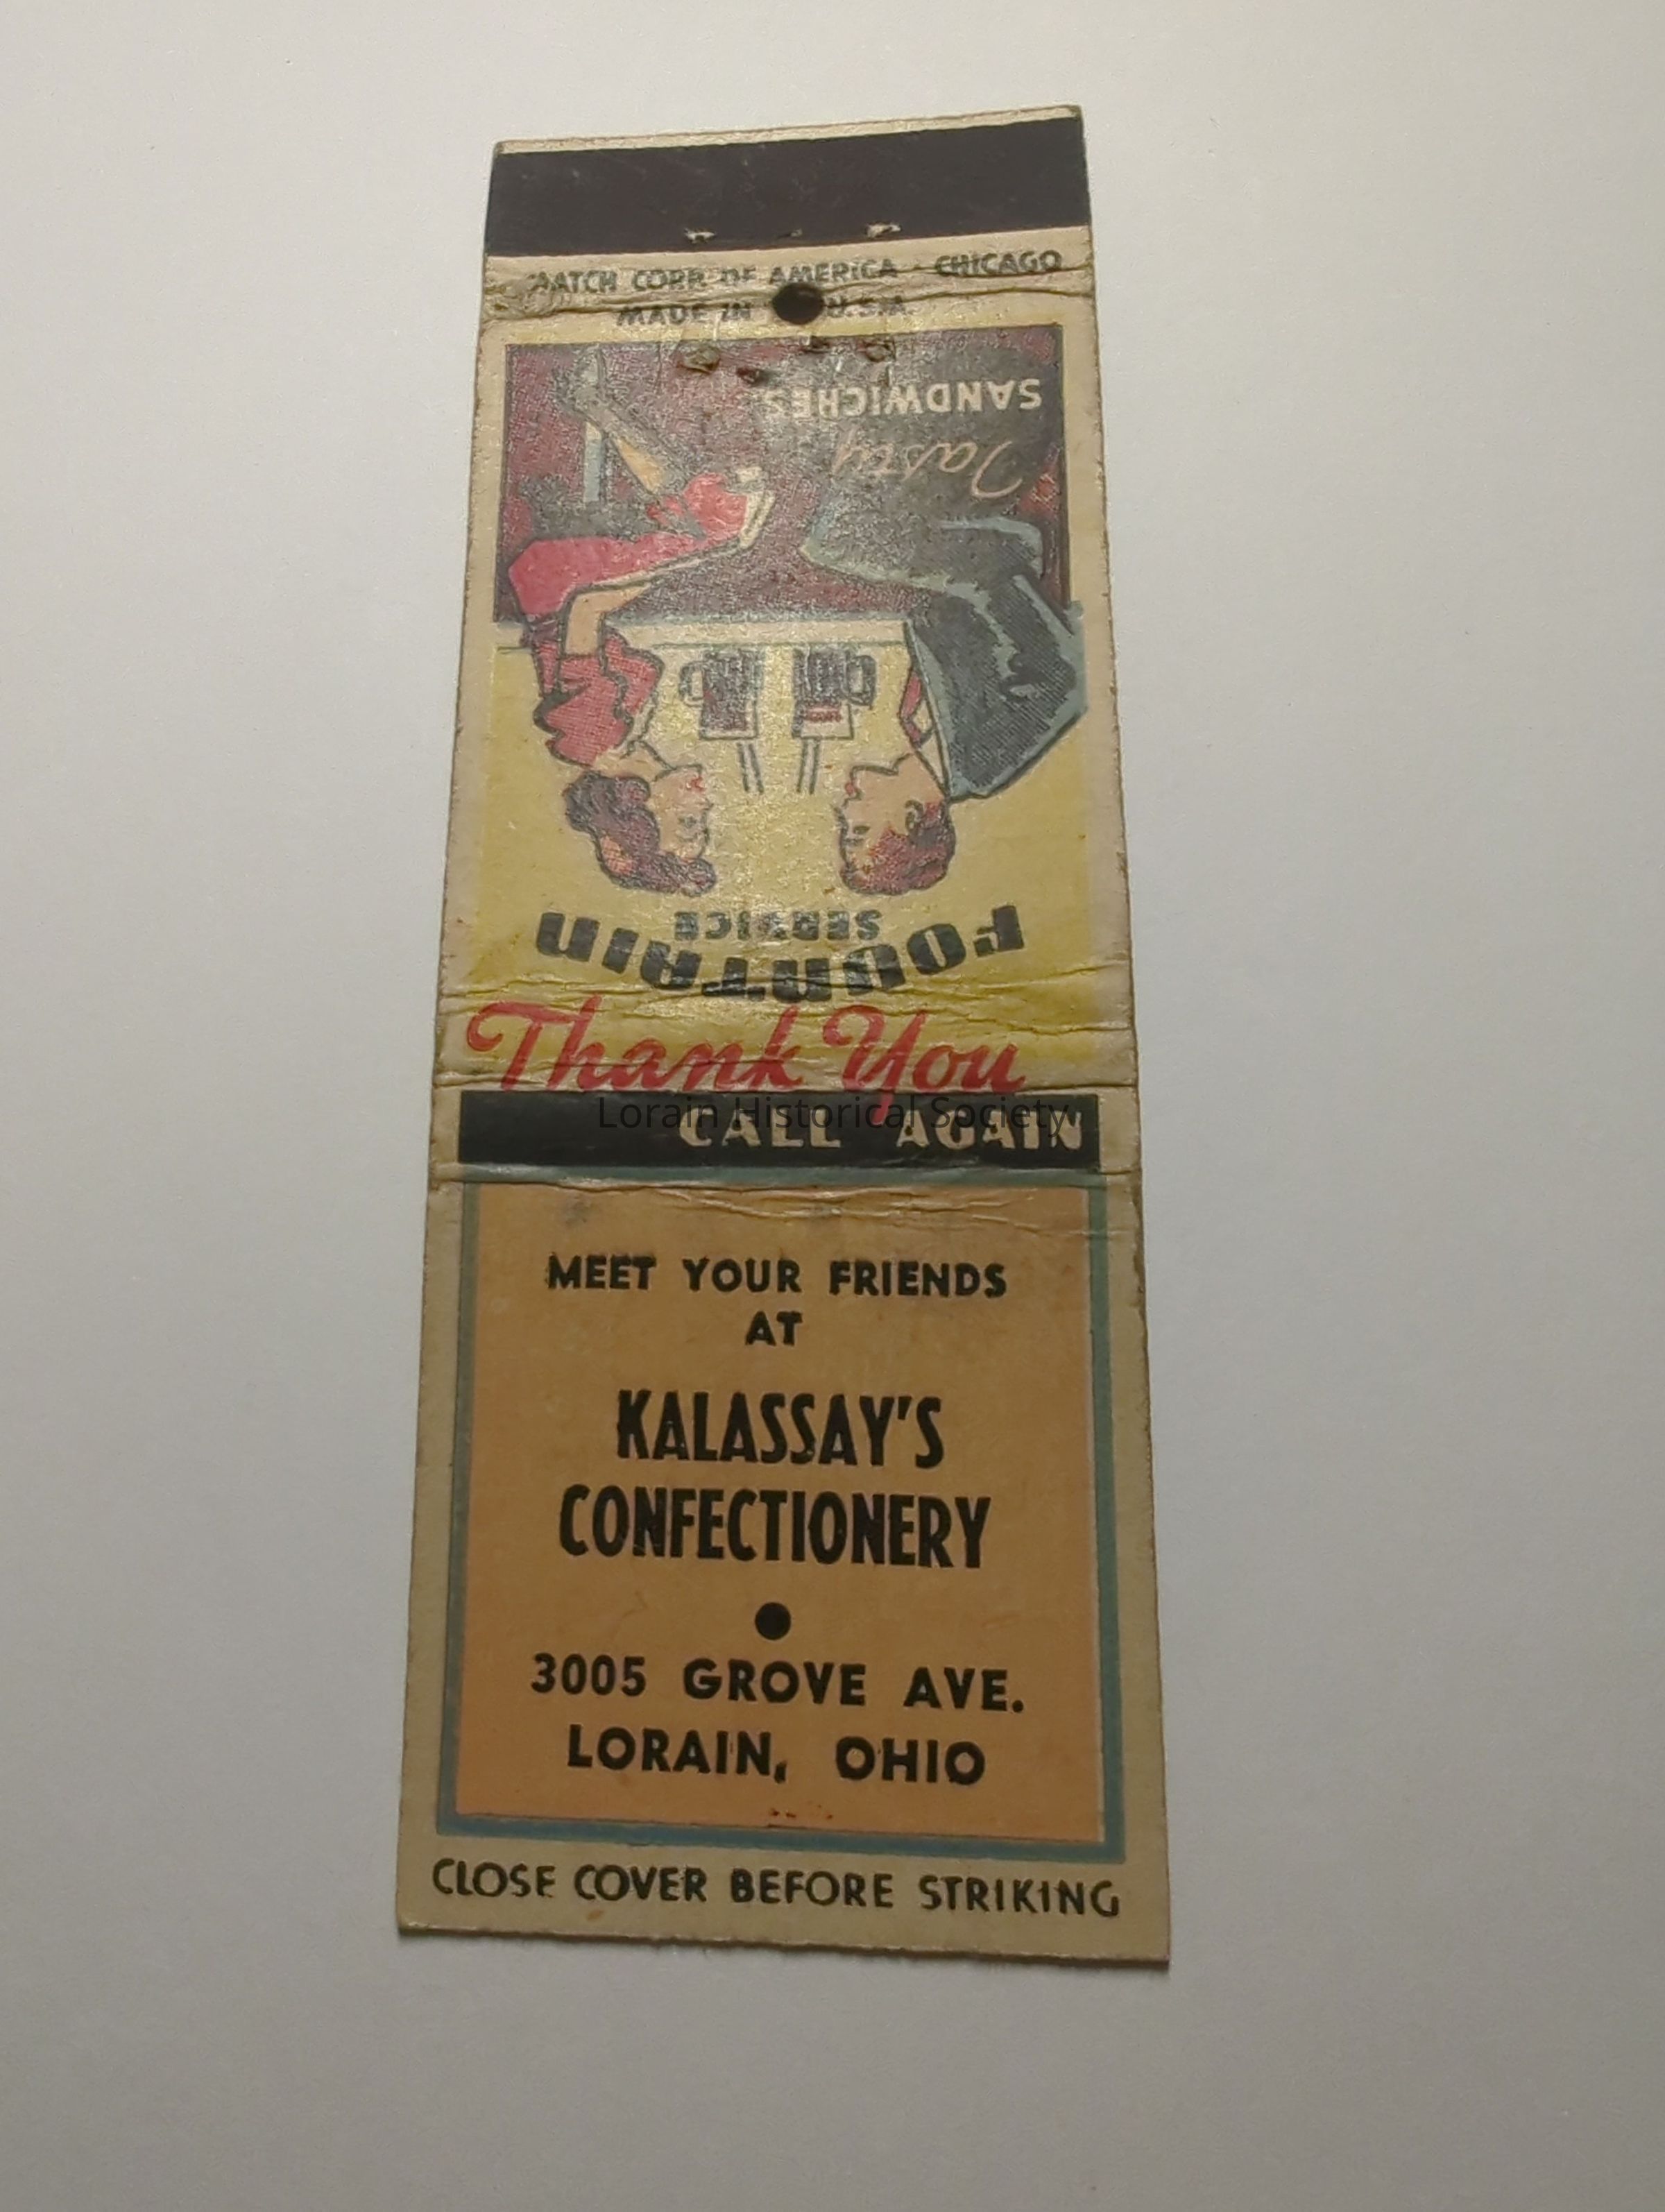 MATCH CORP. OF AMERICA - CHICAGO
MADE IN U.S.A.
FOUNTAIN
SERVICE
Tasty
SANDWICHES
Thank You
CALL AGAIN
Lorain Historical Society
MEET YOUR FRIENDS
AT
KALASSAY'S
CONFECTIONERY
3005 GROVE AVE.
LORAIN, OHIO
CLOSE COVER BEFORE STRIKING